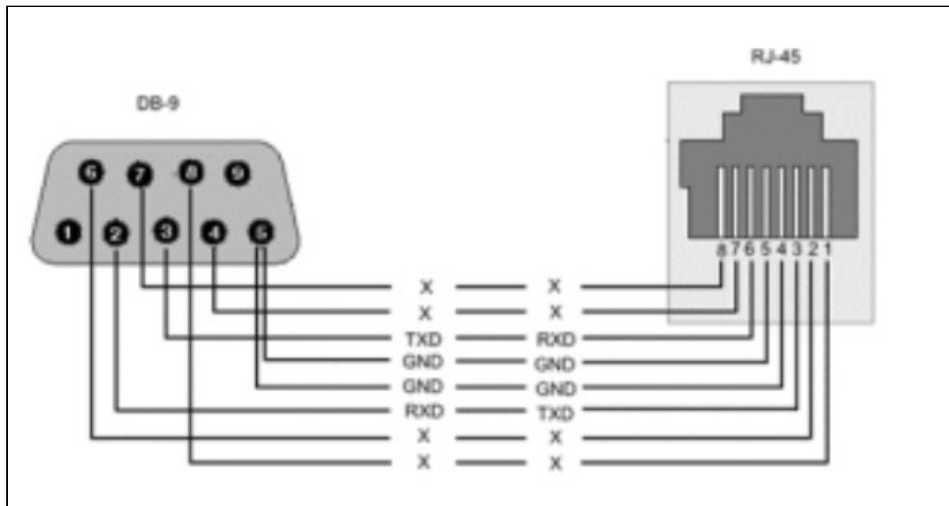 RJ-45
DB-9
6 7 8 9
1 2 3 4 5
8 7 6 5 4 3 2 1
X X
X X
TXD RXD
GND GND
GND GND
RXD TXD
X X
X X